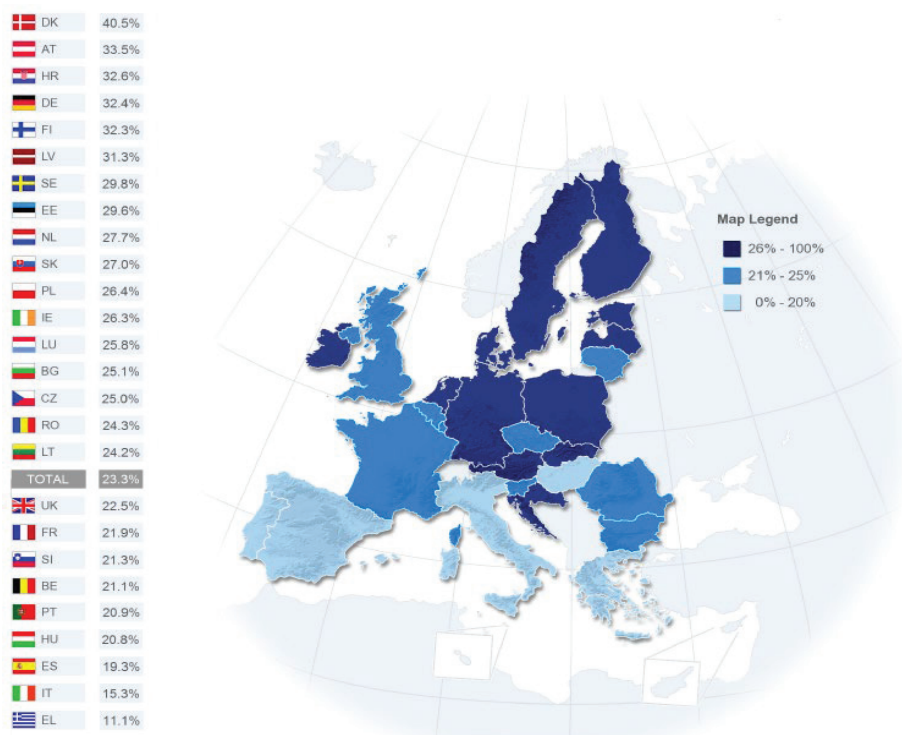 DK 40.5%
AT 33.5%
HR 32.6%
DE 32.4%
FI 32.3%
LV 31.3%
SE 29.8%
EE 29.6%
NL 27.7%
SK 27.0%
PL 26.4%
IE 26.3%
LU 25.8%
BG 25.1%
CZ 25.0%
RO 24.3%
LT 24.2%
TOTAL 23.3%
UK 22.5%
FR 21.9%
SI 21.3%
BE 21.1%
PT 20.9%
HU 20.8%
ES 19.3%
IT 15.3%
EL 11.1%
Map Legend
26% - 100%
21% - 25%
0% - 20%